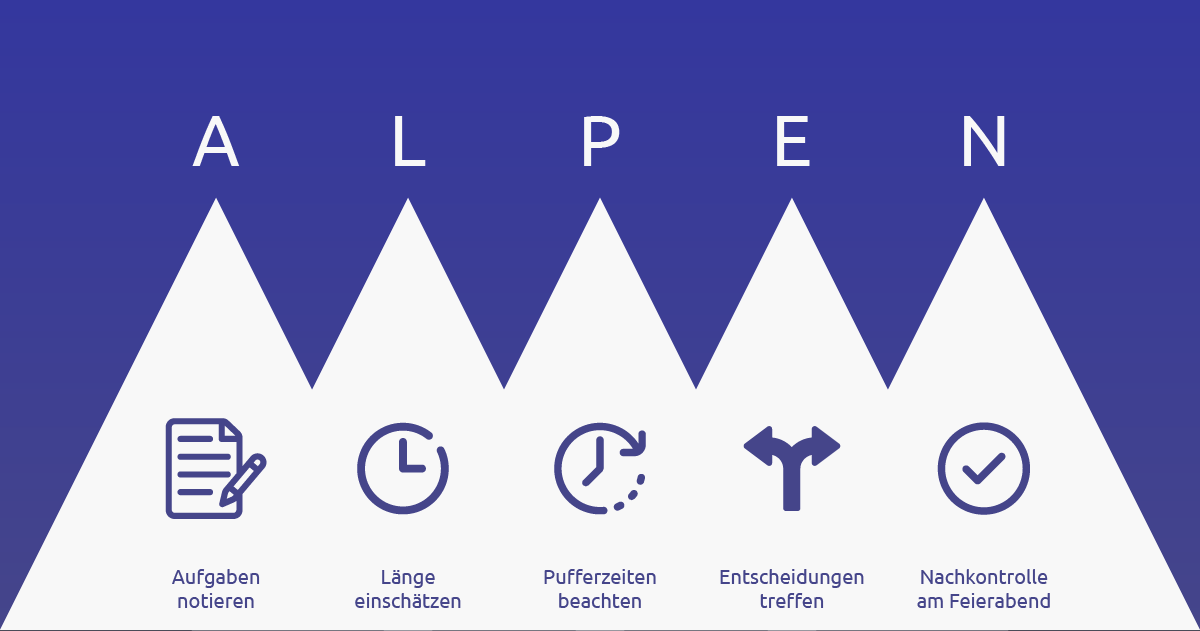 A L P E N
Aufgaben
notieren
Länge
einschätzen
Pufferzeiten
beachten
Entscheidungen
treffen
Nachkontrolle
am Feierabend